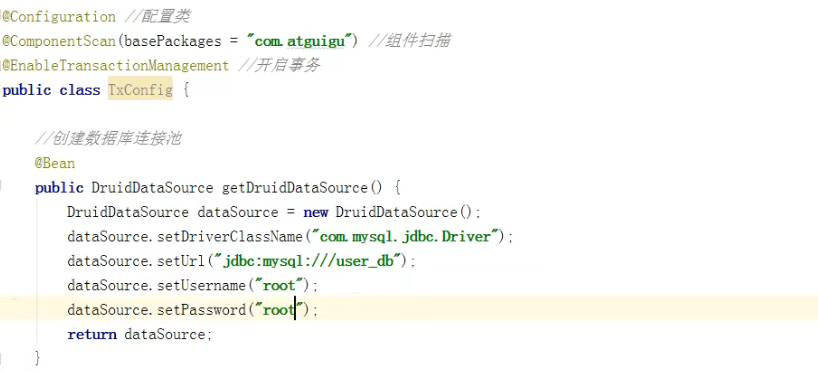 @Configuration //配置类
@ComponentScan(basePackages = "com.atguigu") //组件扫描
@EnableTransactionManagement //开启事务
public class TxConfig {
//创建数据库连接池
@Bean
public DruidDataSource getDruidDataSource() {
DruidDataSource dataSource = new DruidDataSource();
dataSource.setDriverClassName("com.mysql.jdbc.Driver");
dataSource.setUrl("jdbc:mysql:///user_db");
dataSource.setUsername("root");
dataSource.setPassword("root");
return dataSource;
}